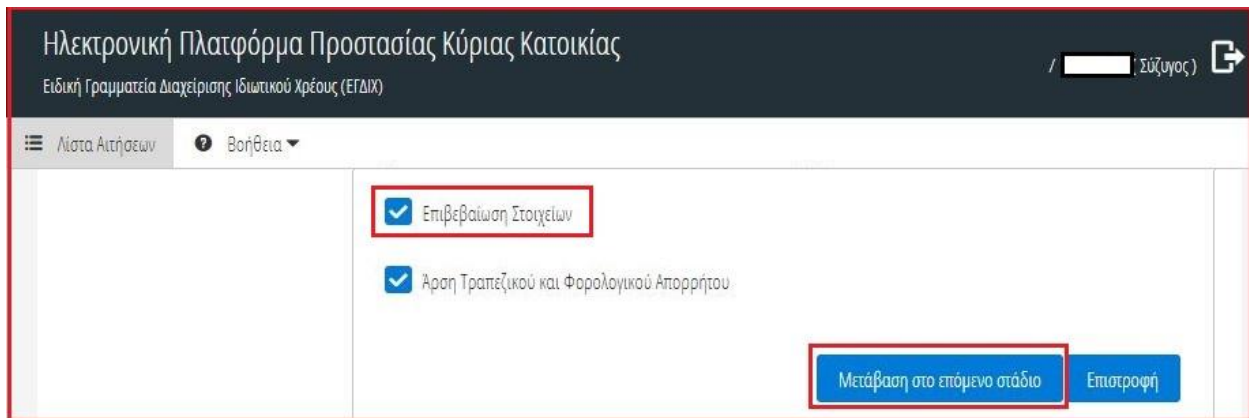 Ηλεκτρονική Πλατφόρμα Προστασίας Κύριας Κατοικίας
Ειδική Γραμματεία Διαχείρισης Ιδιωτικού Χρέους (ΕΓΔΙΧ)
/ ( Σύζυγος )
Λίστα Αιτήσεων Βοήθεια
Επιβεβαίωση Στοιχείων
Άρση Τραπεζικού και Φορολογικού Απορρήτου
Μετάβαση στο επόμενο στάδιο Επιστροφή